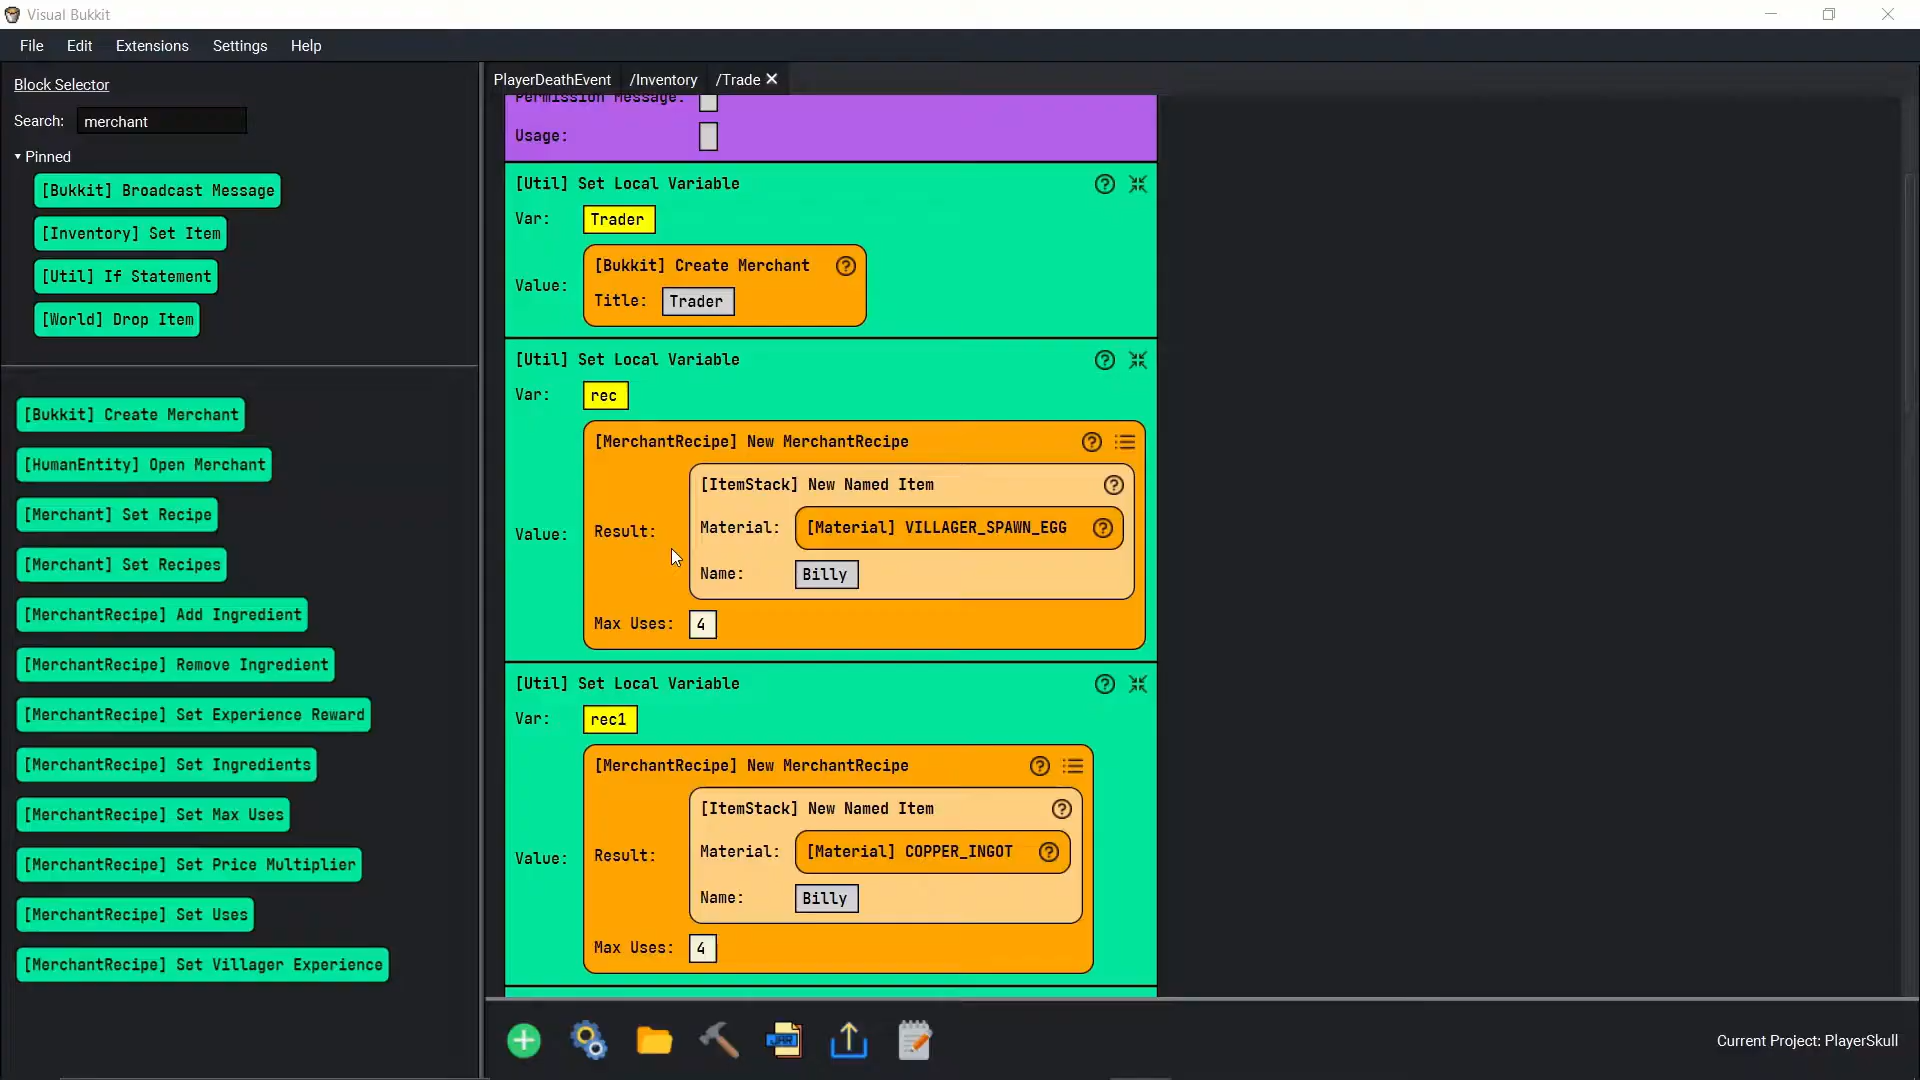 Visual Bukkit
File Edit Extensions Settings Help
Block Selector
Search: merchant
Pinned
[Bukkit] Broadcast Message
[Inventory] Set Item
[Util] If Statement
[World] Drop Item
[Bukkit] Create Merchant
[HumanEntity] Open Merchant
[Merchant] Set Recipe
[Merchant] Set Recipes
[MerchantRecipe] Add Ingredient
[MerchantRecipe] Remove Ingredient
[MerchantRecipe] Set Experience Reward
[MerchantRecipe] Set Ingredients
[MerchantRecipe] Set Max Uses
[MerchantRecipe] Set Price Multiplier
[MerchantRecipe] Set Uses
[MerchantRecipe] Set Villager Experience
PlayerDeathEvent /Inventory /Trade
Permission Message:
Usage:
[Util] Set Local Variable
Var: Trader
[Bukkit] Create Merchant
Value:
Title: Trader
[Util] Set Local Variable
Var: rec
[MerchantRecipe] New MerchantRecipe
[ItemStack] New Named Item
Value: Result:
Material: [Material] VILLAGER_SPAWN_EGG
Name: Billy
Max Uses: 4
[Util] Set Local Variable
Var: rec1
[MerchantRecipe] New MerchantRecipe
[ItemStack] New Named Item
Value: Result:
Material: [Material] COPPER_INGOT
Name: Billy
Max Uses: 4
JAR
Current Project: PlayerSkull